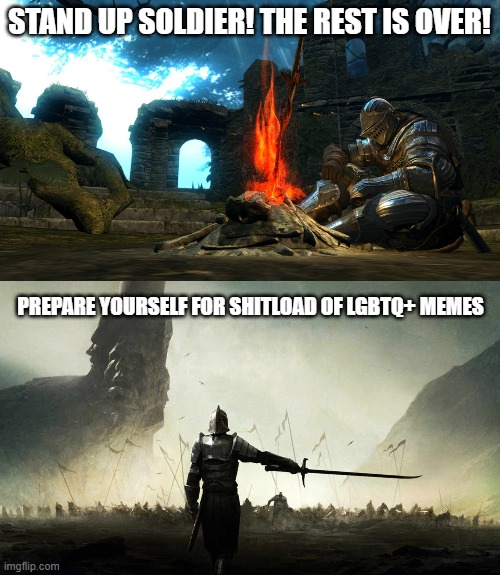 STAND UP SOLDIER! THE REST IS OVER!
PREPARE YOURSELF FOR SHITLOAD OF LGBTQ+ MEMES
imgflip.com